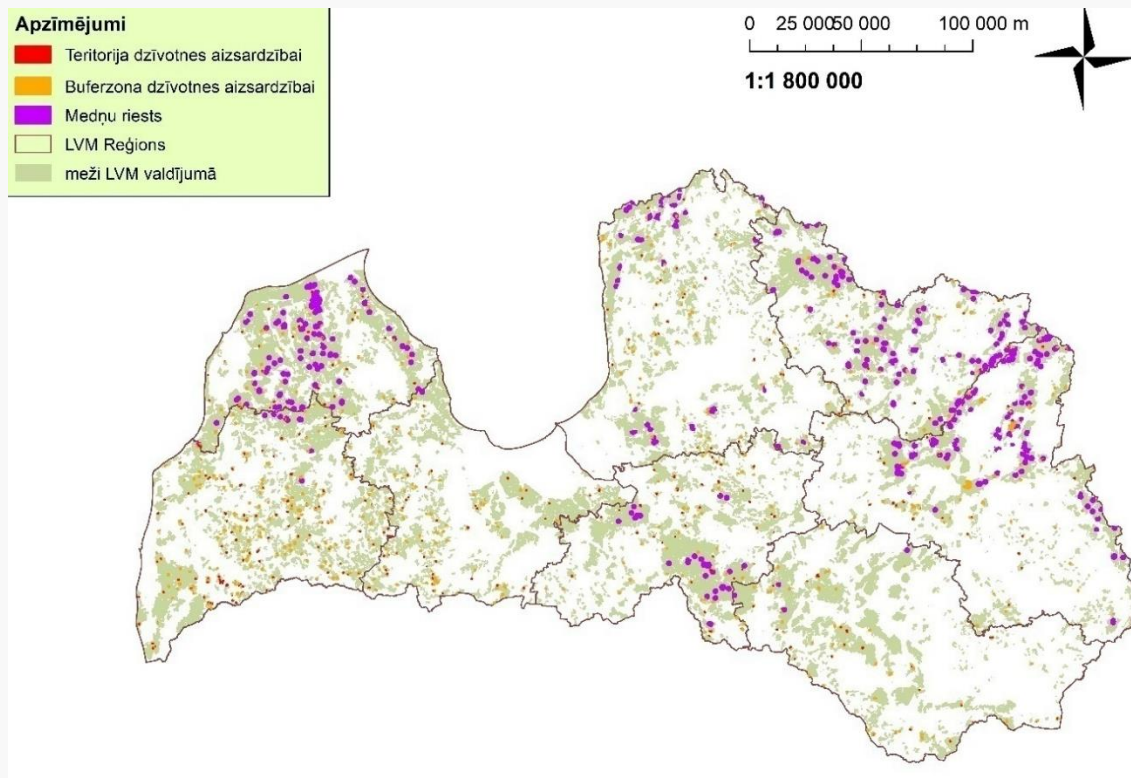 Apzīmējumi
Teritorija dzīvotnes aizsardzībai
Buferzona dzīvotnes aizsardzībai
Medņu riests
LVM Reģions
meži LVM valdījumā
0 25 000 50 000 100 000 m
1:1 800 000